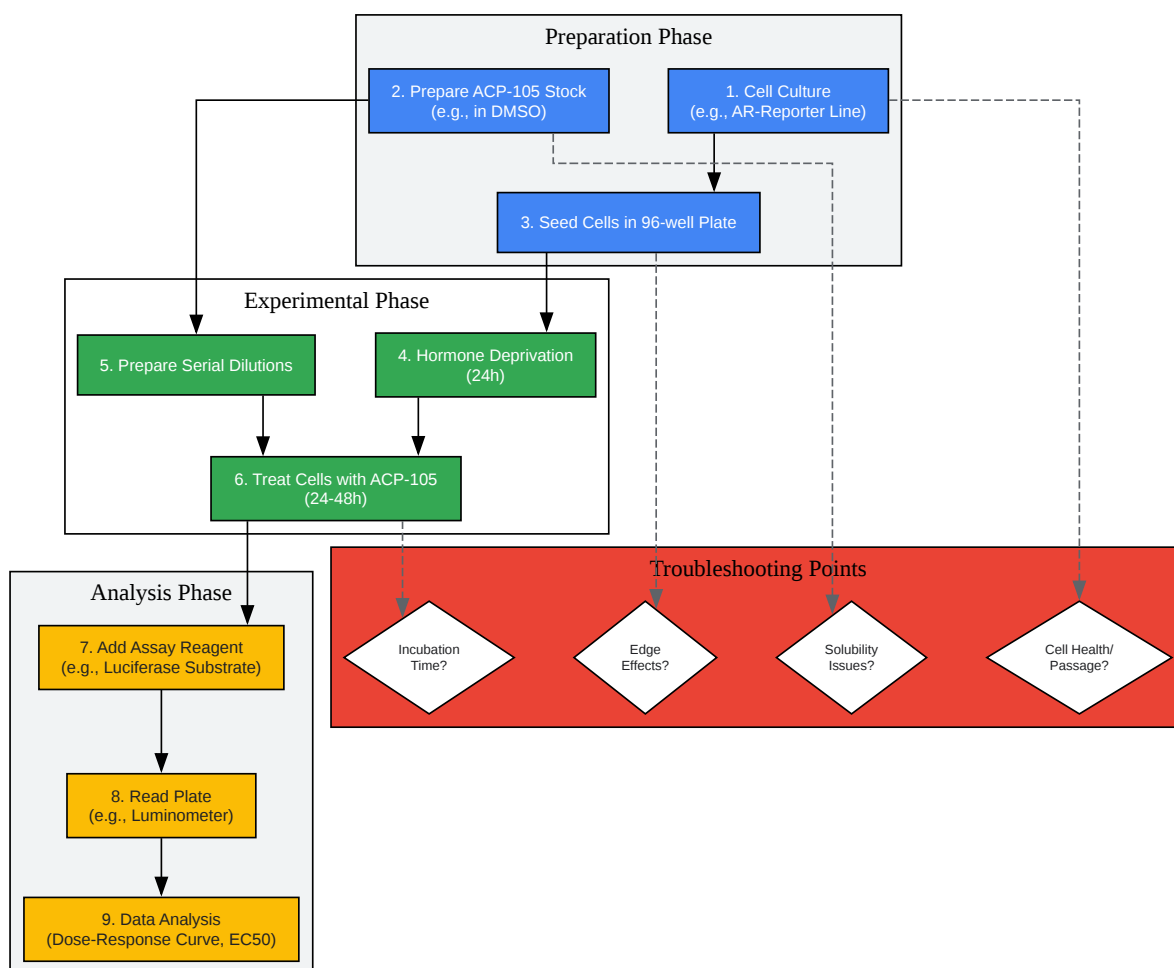 Preparation Phase
2. Prepare ACP-105 Stock
(e.g., in DMSO)
1. Cell Culture
(e.g., AR-Reporter Line)
3. Seed Cells in 96-well Plate
Experimental Phase
5. Prepare Serial Dilutions
4. Hormone Deprivation
(24h)
6. Treat Cells with ACP-105
(24-48h)
Troubleshooting Points
Incubation
Time?
Edge
Effects?
Solubility
Issues?
Cell Health/
Passage?
Analysis Phase
7. Add Assay Reagent
(e.g., Luciferase Substrate)
8. Read Plate
(e.g., Luminometer)
9. Data Analysis
(Dose-Response Curve, EC50)